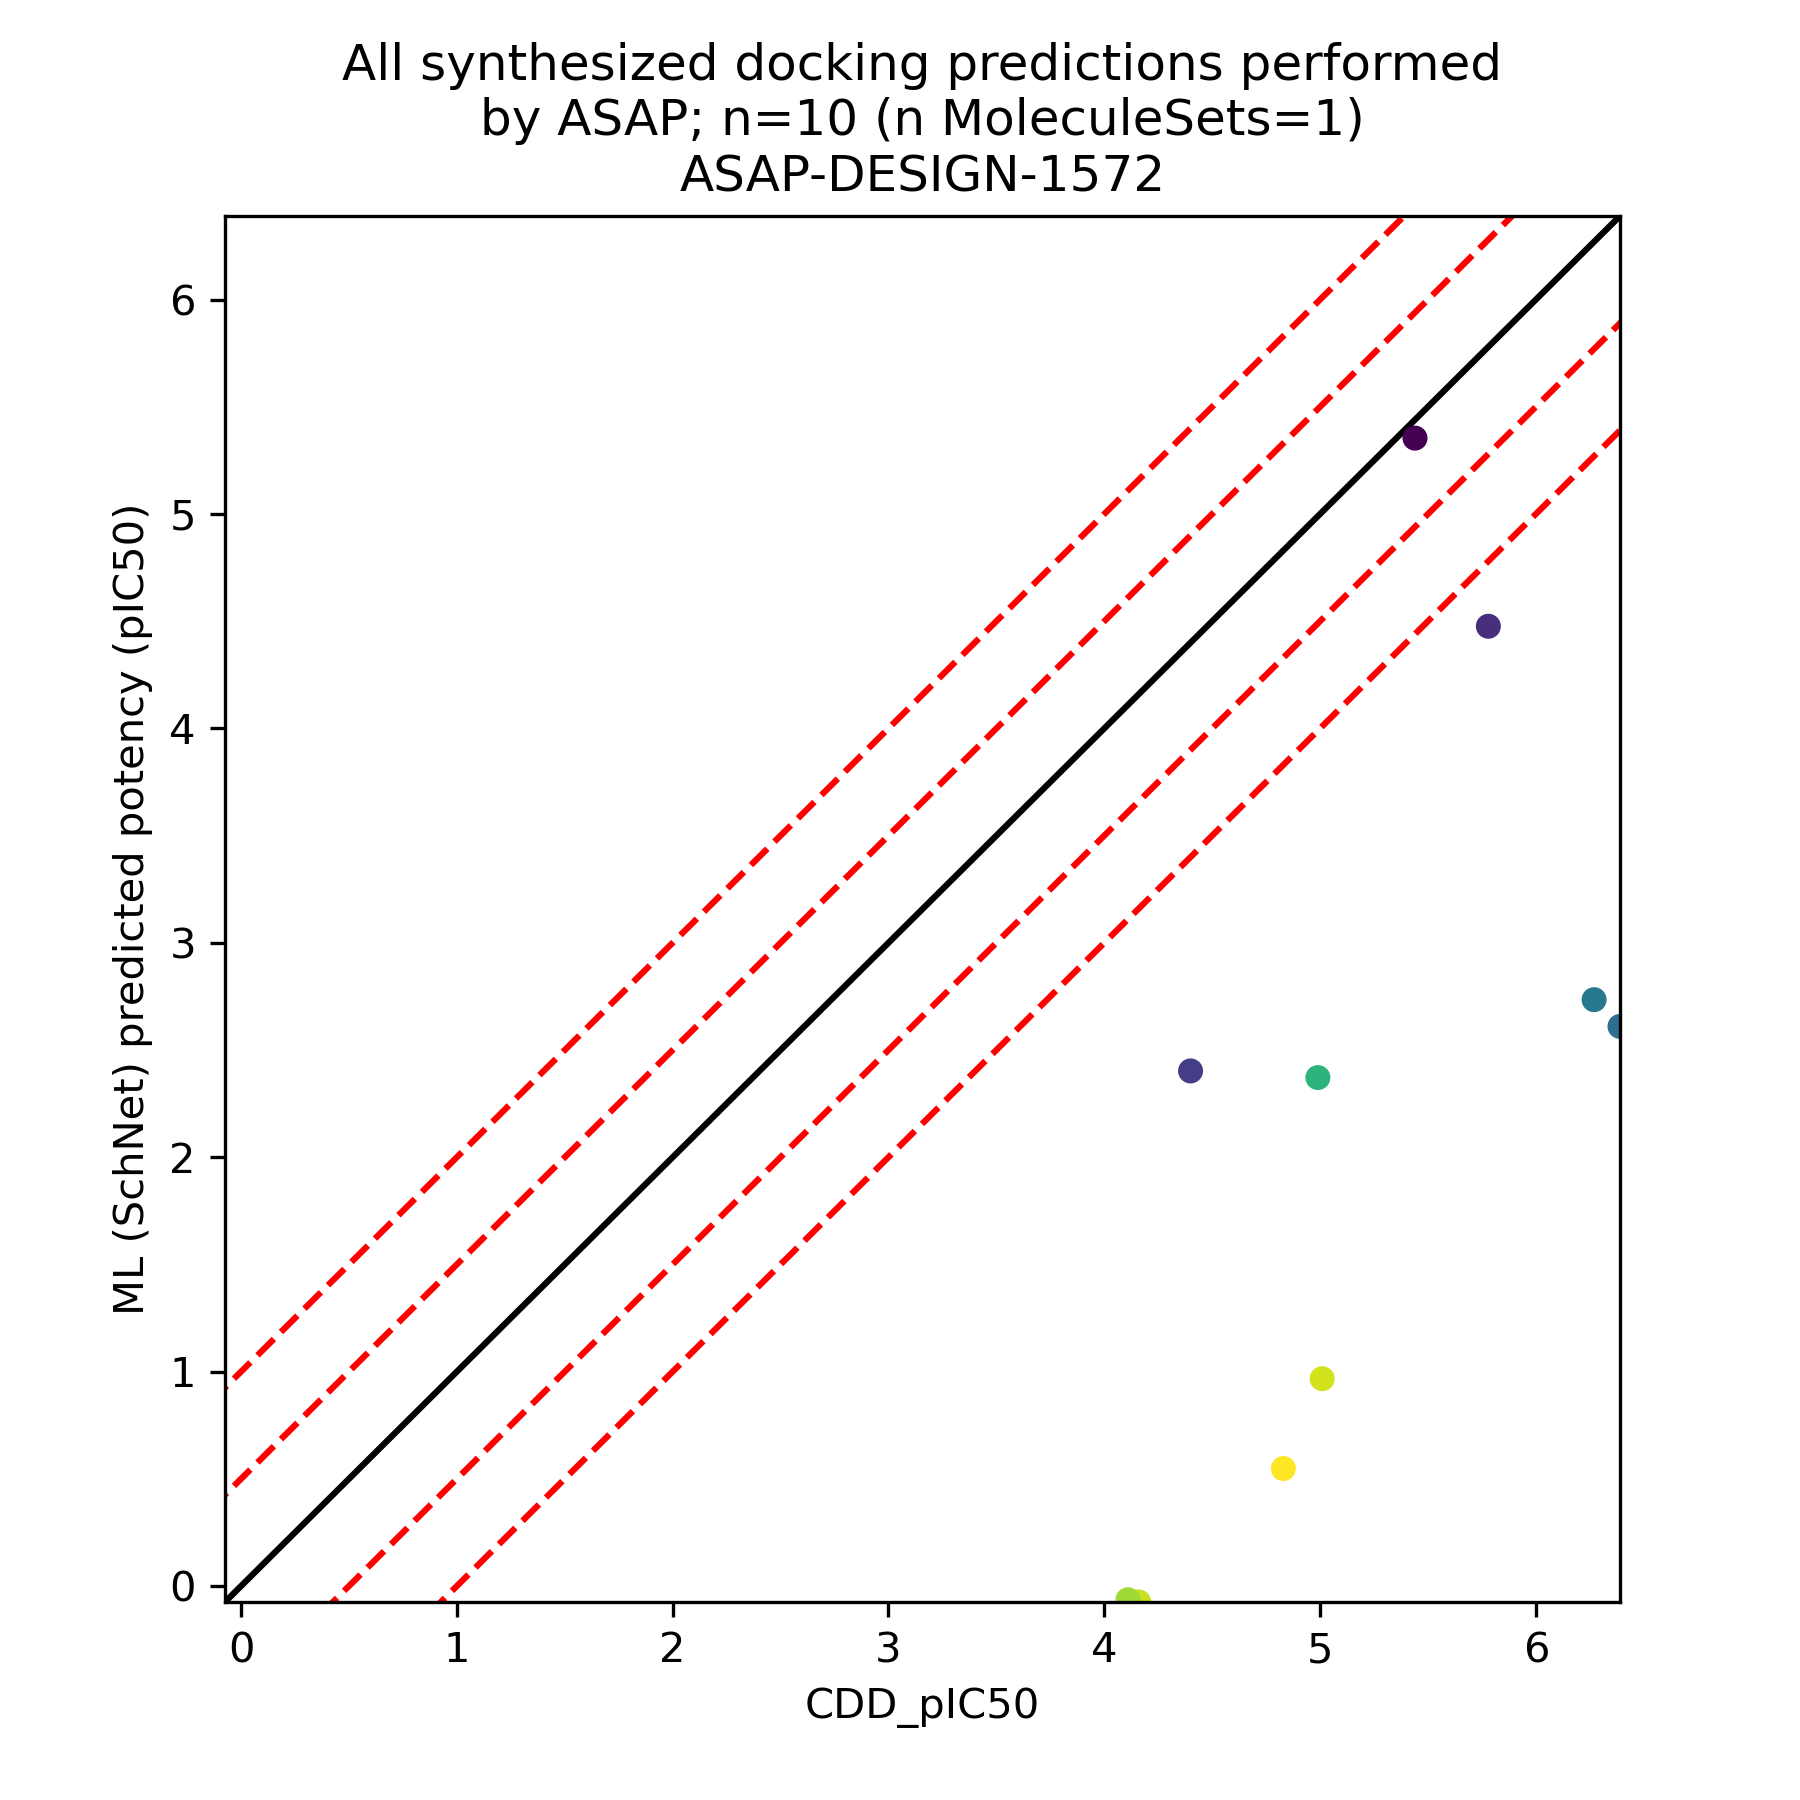 All synthesized docking predictions performed
by ASAP; n=10 (n MoleculeSets=1)
ASAP-DESIGN-1572
ML (SchNet) predicted potency (pIC50)
6
5
4
3
2
1
0
0 1 2 3 4 5 6
CDD_pIC50